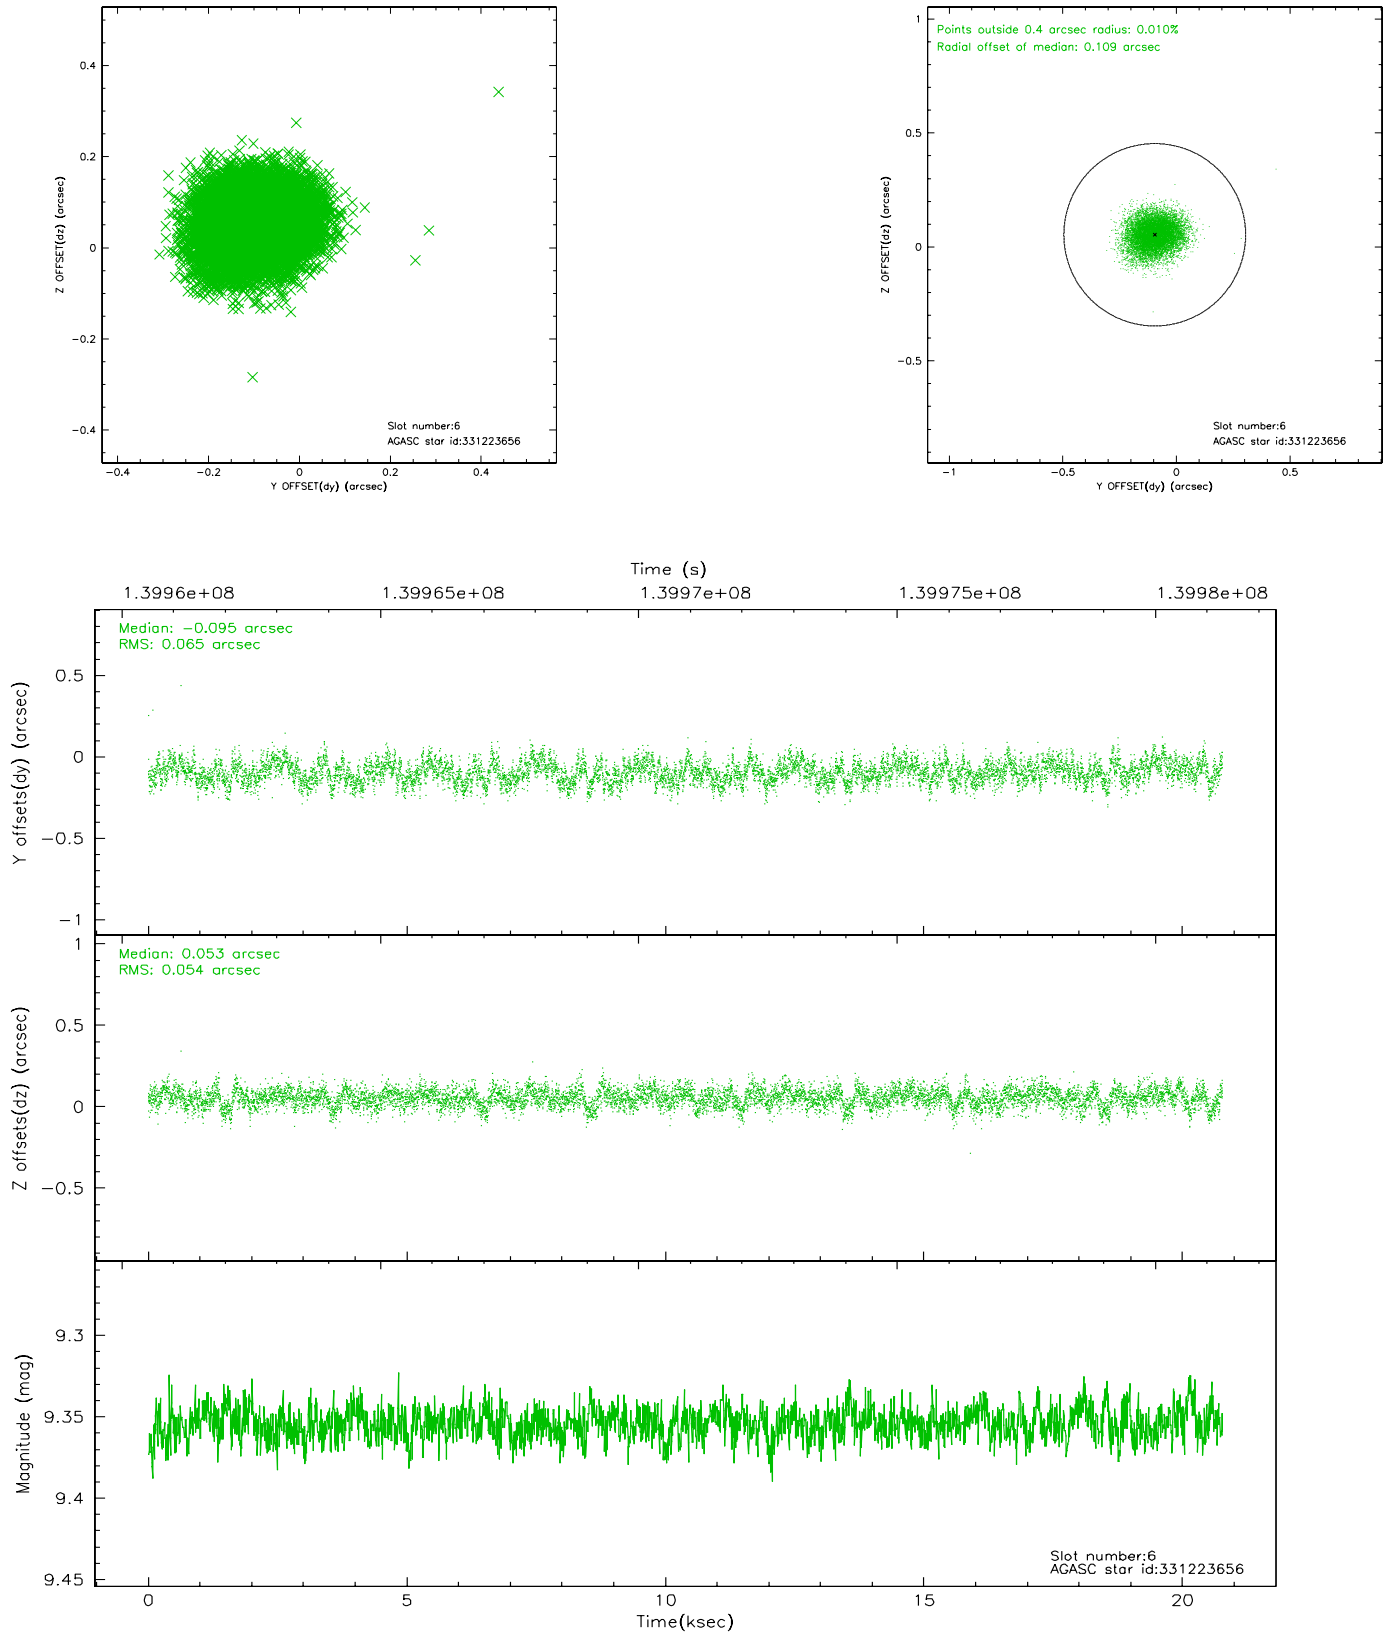 0.4
0.2
0
−0.2
−0.4
Z OFFSET(dz) (arcsec)
−0.4 −0.2 0 0.2 0.4
Y OFFSET(dy) (arcsec)
Slot number:6
AGASC star id:331223656
Points outside 0.4 arcsec radius: 0.010%
Radial offset of median: 0.109 arcsec
1
0.5
0
−0.5
Z OFFSET(dz) (arcsec)
−1 −0.5 0 0.5
Y OFFSET(dy) (arcsec)
Slot number:6
AGASC star id:331223656
Time (s)
1.3996e+08 1.39965e+08 1.3997e+08 1.39975e+08 1.3998e+08
Median: −0.095 arcsec
RMS: 0.065 arcsec
0.5
0
−0.5
−1
Y offsets(dy) (arcsec)
Median: 0.053 arcsec
RMS: 0.054 arcsec
1
0.5
0
−0.5
Z offsets(dz) (arcsec)
9.3
9.35
9.4
9.45
Magnitude (mag)
Slot number:6
AGASC star id:331223656
0 5 10 15 20
Time(ksec)